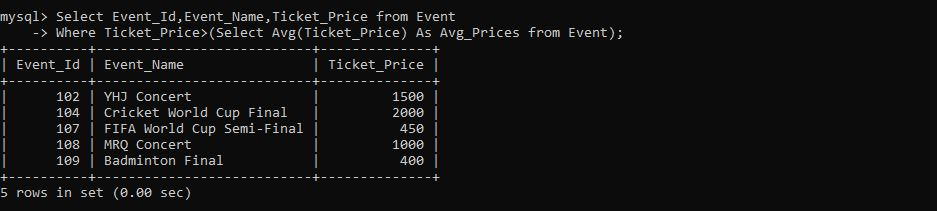 mysql> Select Event_Id,Event_Name,Ticket_Price from Event
    -> Where Ticket_Price>(Select Avg(Ticket_Price) As Avg_Prices from Event);
+----------+--------------------------+--------------+
| Event_Id | Event_Name               | Ticket_Price |
+----------+--------------------------+--------------+
|      102 | YHJ Concert              |         1500 |
|      104 | Cricket World Cup Final  |         2000 |
|      107 | FIFA World Cup Semi-Final |          450 |
|      108 | MRQ Concert              |         1000 |
|      109 | Badminton Final          |          400 |
+----------+--------------------------+--------------+
5 rows in set (0.00 sec)